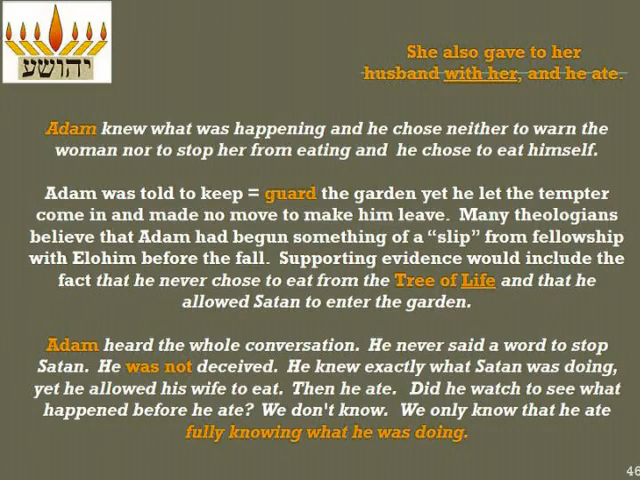 יהושע
She also gave to her
husband with her, and he ate.
Adam knew what was happening and he chose neither to warn the
woman nor to stop her from eating and he chose to eat himself.
Adam was told to keep = guard the garden yet he let the tempter
come in and made no move to make him leave. Many theologians
believe that Adam had begun something of a “slip” from fellowship
with Elohim before the fall. Supporting evidence would include the
fact that he never chose to eat from the Tree of Life and that he
allowed Satan to enter the garden.
Adam heard the whole conversation. He never said a word to stop
Satan. He was not deceived. He knew exactly what Satan was doing,
yet he allowed his wife to eat. Then he ate. Did he watch to see what
happened before he ate? We don't know. We only know that he ate
fully knowing what he was doing.
46